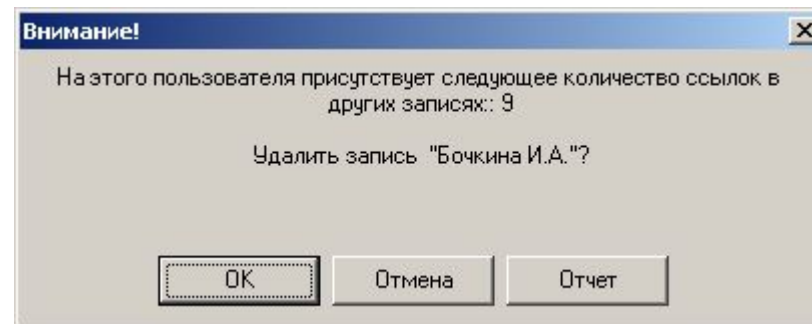 Внимание!
На этого пользователя присутствует следующее количество ссылок в
других записях:: 9
Удалить запись "Бочкина И.А."?
OK
Отмена
Отчет